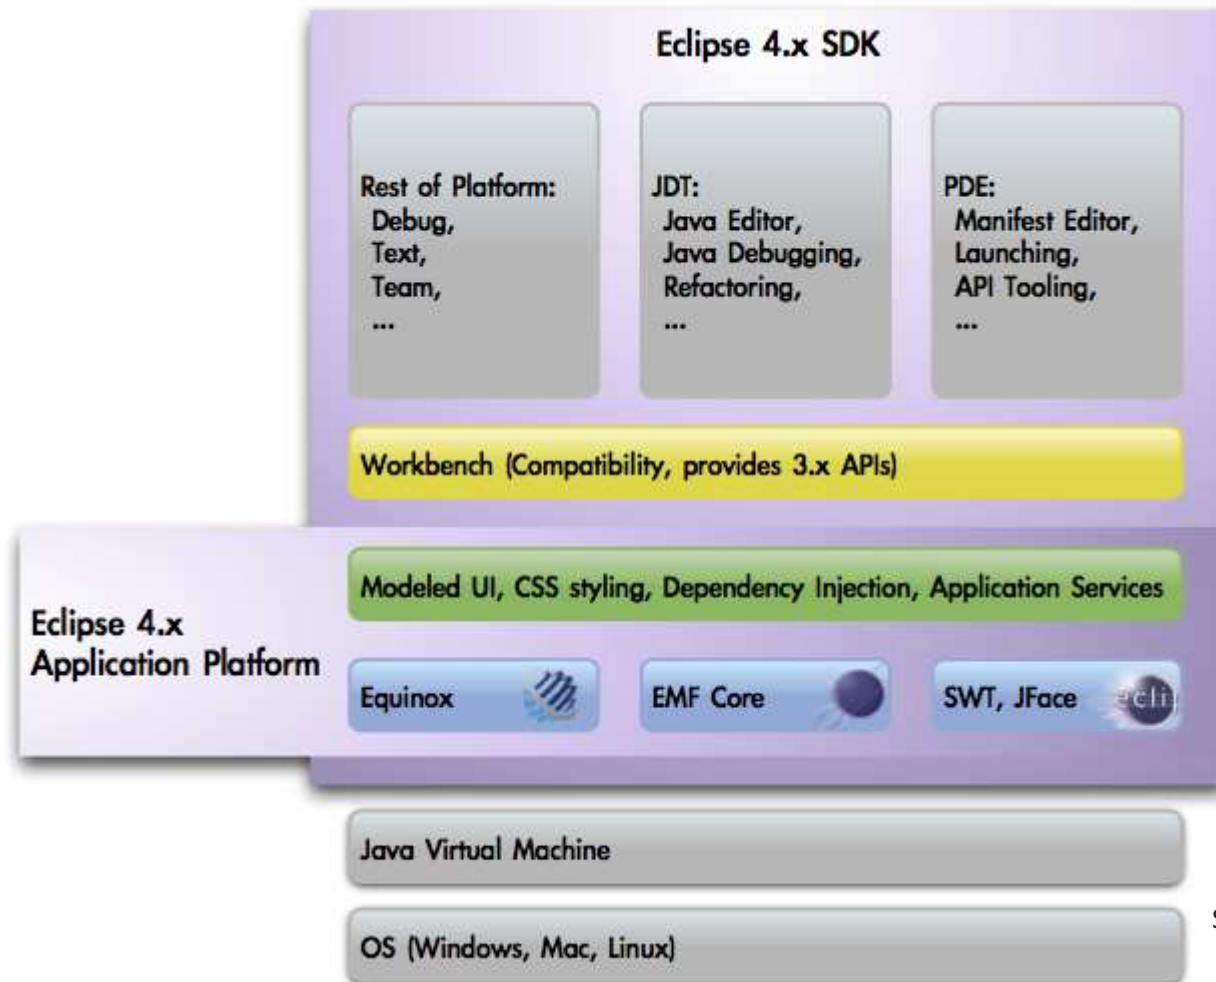 Eclipse 4.x SDK
Rest of Platform:
Debug,
Text,
Team,
...
JDT:
Java Editor,
Java Debugging,
Refactoring,
...
PDE:
Manifest Editor,
Launching,
API Tooling,
...
Workbench (Compatibility, provides 3.x APIs)
Eclipse 4.x
Application Platform
Modeled UI, CSS styling, Dependency Injection, Application Services
Equinox
EMF Core
SWT, JFace
ecli
Java Virtual Machine
OS (Windows, Mac, Linux)
S